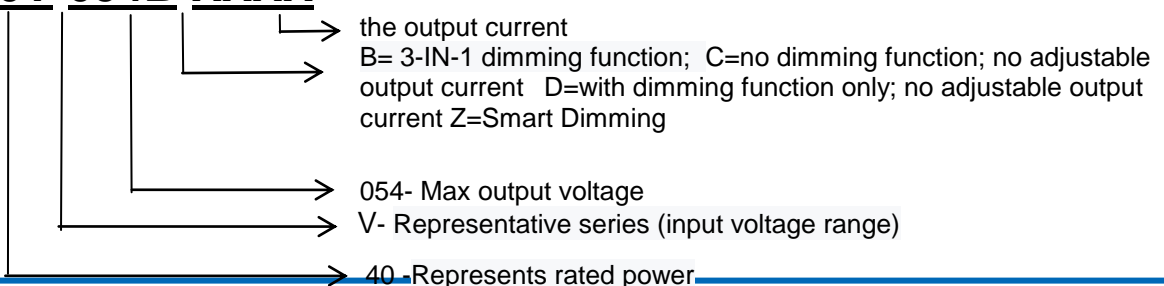 the output current
B= 3-IN-1 dimming function; C=no dimming function; no adjustable
output current D=with dimming function only; no adjustable output
current Z=Smart Dimming
054- Max output voltage
V- Representative series (input voltage range)
40 -Represents rated power